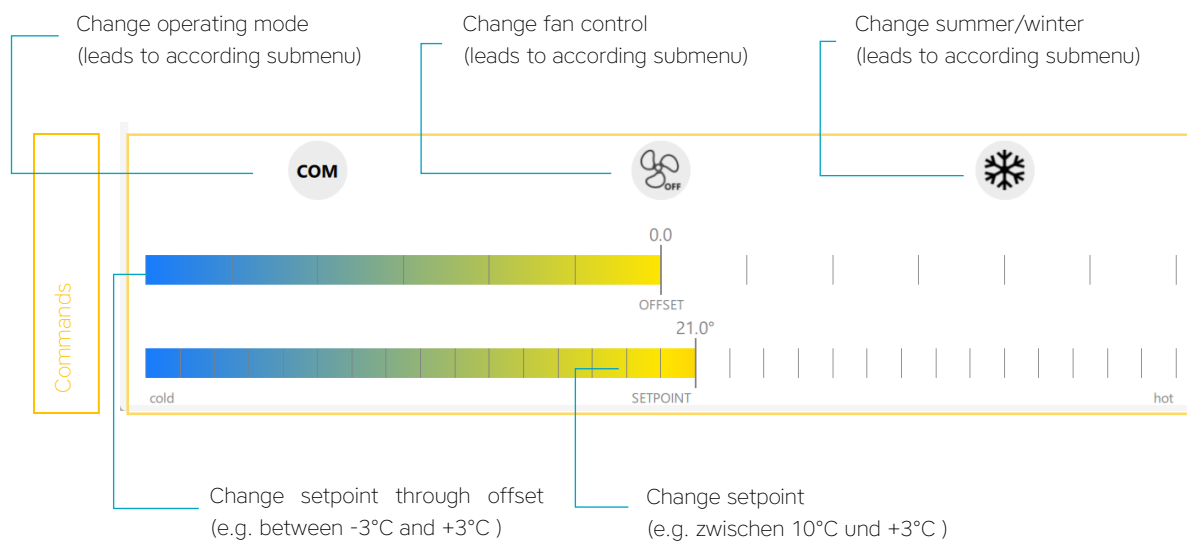 Change operating mode
(leads to according submenu)
Change fan control
(leads to according submenu)
Change summer/winter
(leads to according submenu)
Commands
COM
OFF
0.0
OFFSET
21.0°
cold
SETPOINT
hot
Change setpoint through offset
(e.g. between -3°C and +3°C )
Change setpoint
(e.g. zwischen 10°C und +3°C )